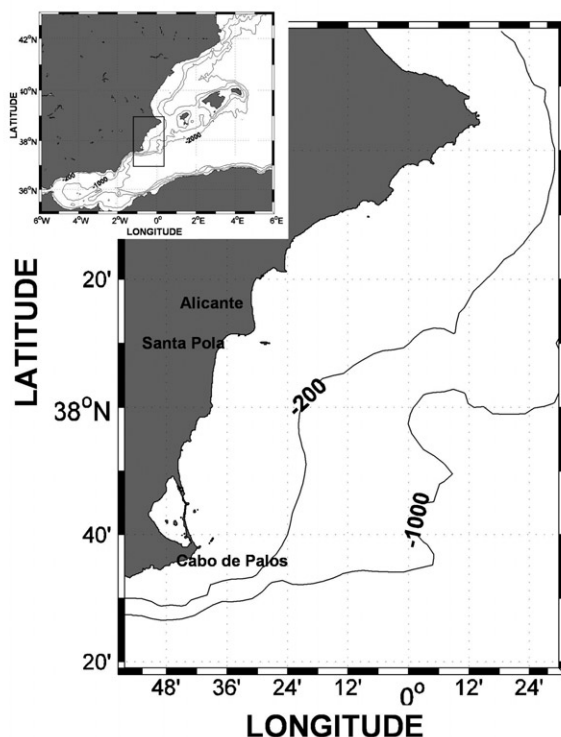 42°N
40°N
38°N
36°N
LATITUDE
-2000
-200
-1000
6°W 4°W 2°W 0° 2°E 4°E 6°E
LONGITUDE
20'
Alicante
Santa Pola
38°N
-200
-1000
40'
Cabo de Palos
20'
LATITUDE
48' 36' 24' 12' 0° 12' 24'
LONGITUDE